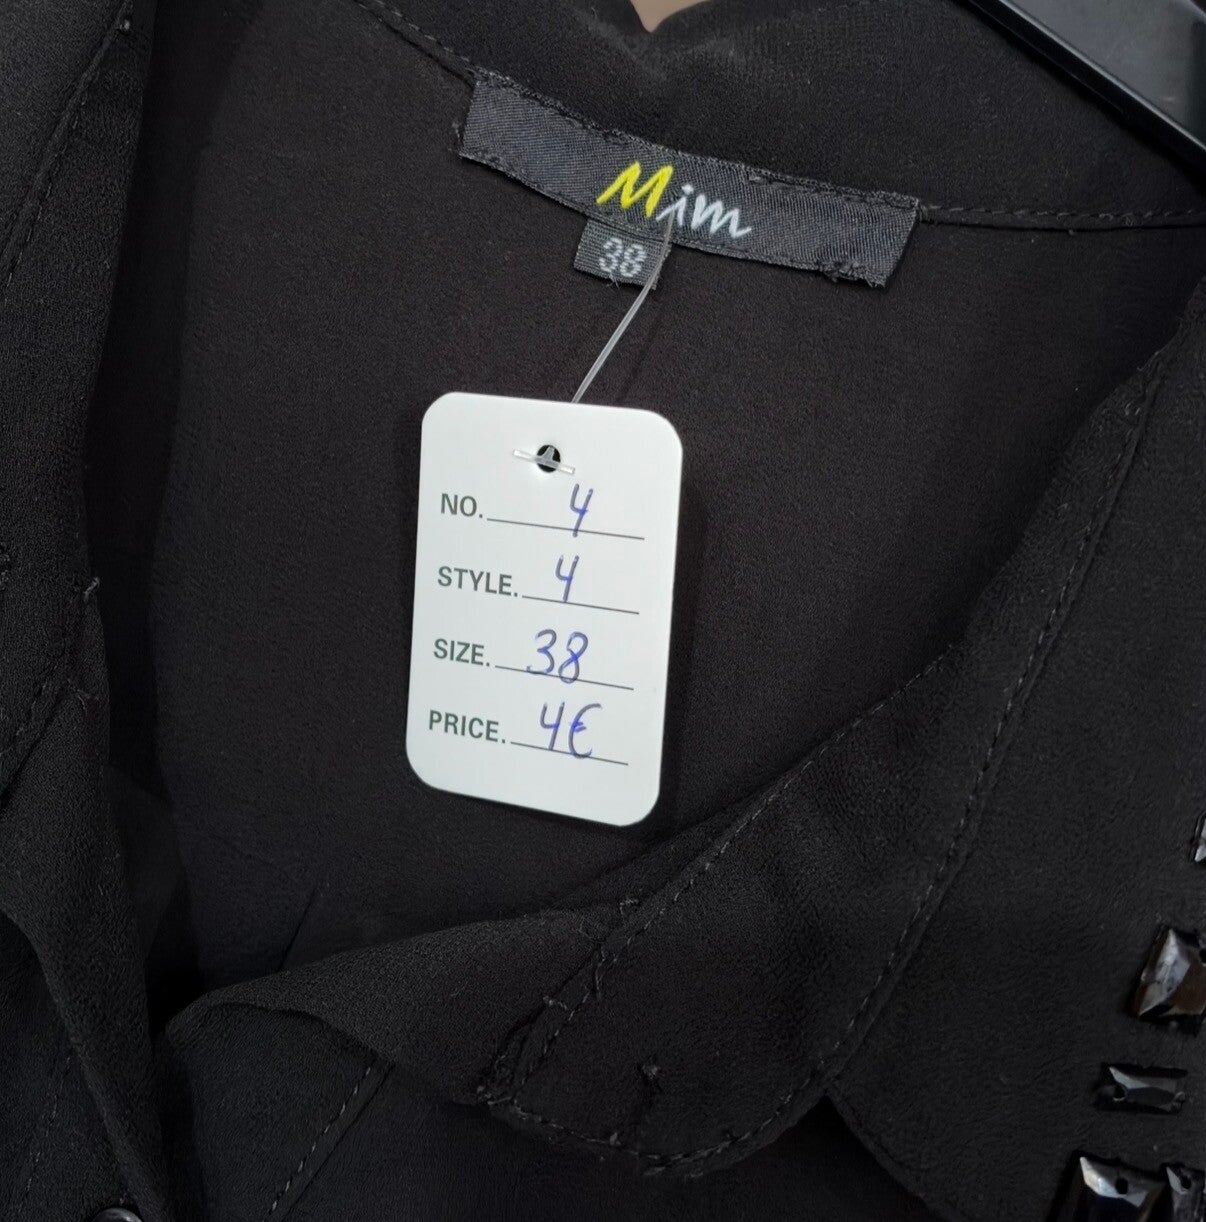 Mim
38
NO. 4
STYLE. 4
SIZE. 38
PRICE. 4€